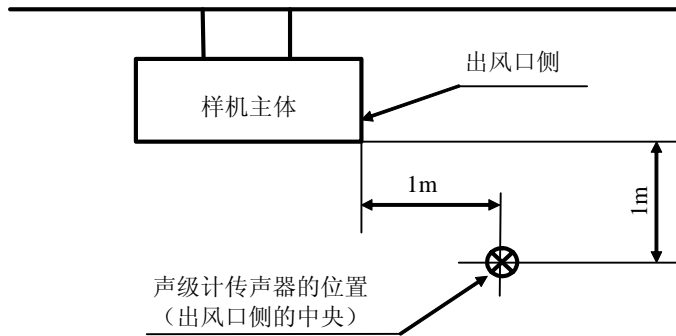 出风口侧
样机主体
1m
1m
声级计传声器的位置
（出风口侧的中央）